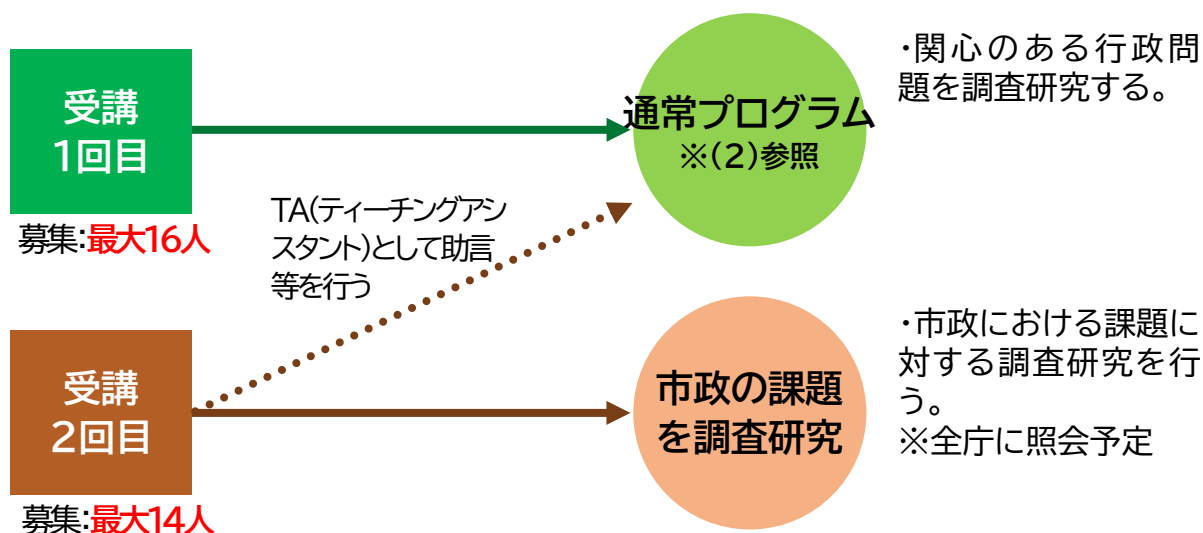 受講
1回目
募集:最大16人
TA(ティーチングアシ
スタント)として助言
等を行う
通常プログラム
※(2)参照
・関心のある行政問
題を調査研究する。
受講
2回目
募集:最大14人
市政の課題
を調査研究
・市政における課題に
対する調査研究を行
う。
※全庁に照会予定